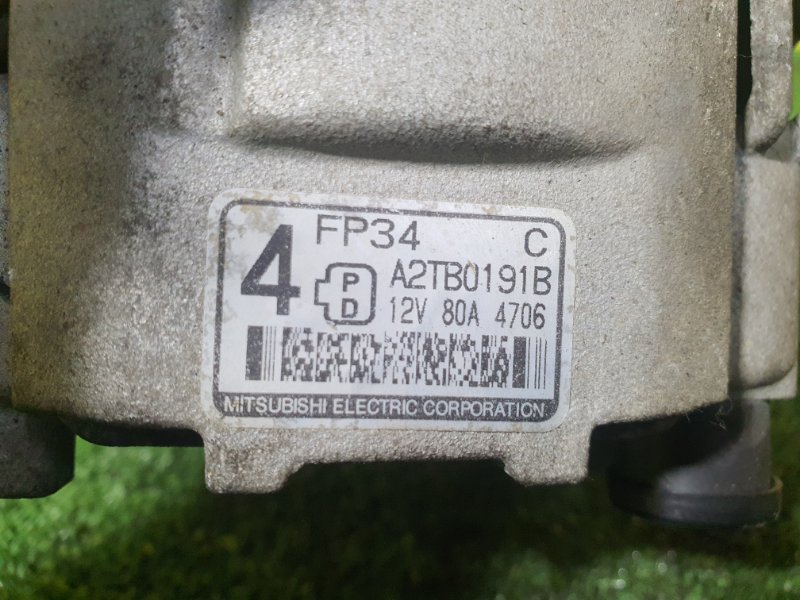 4 FP34 C
P A2TB0191B
D 12V 80A 4706
MITSUBISHI ELECTRIC CORPORATION